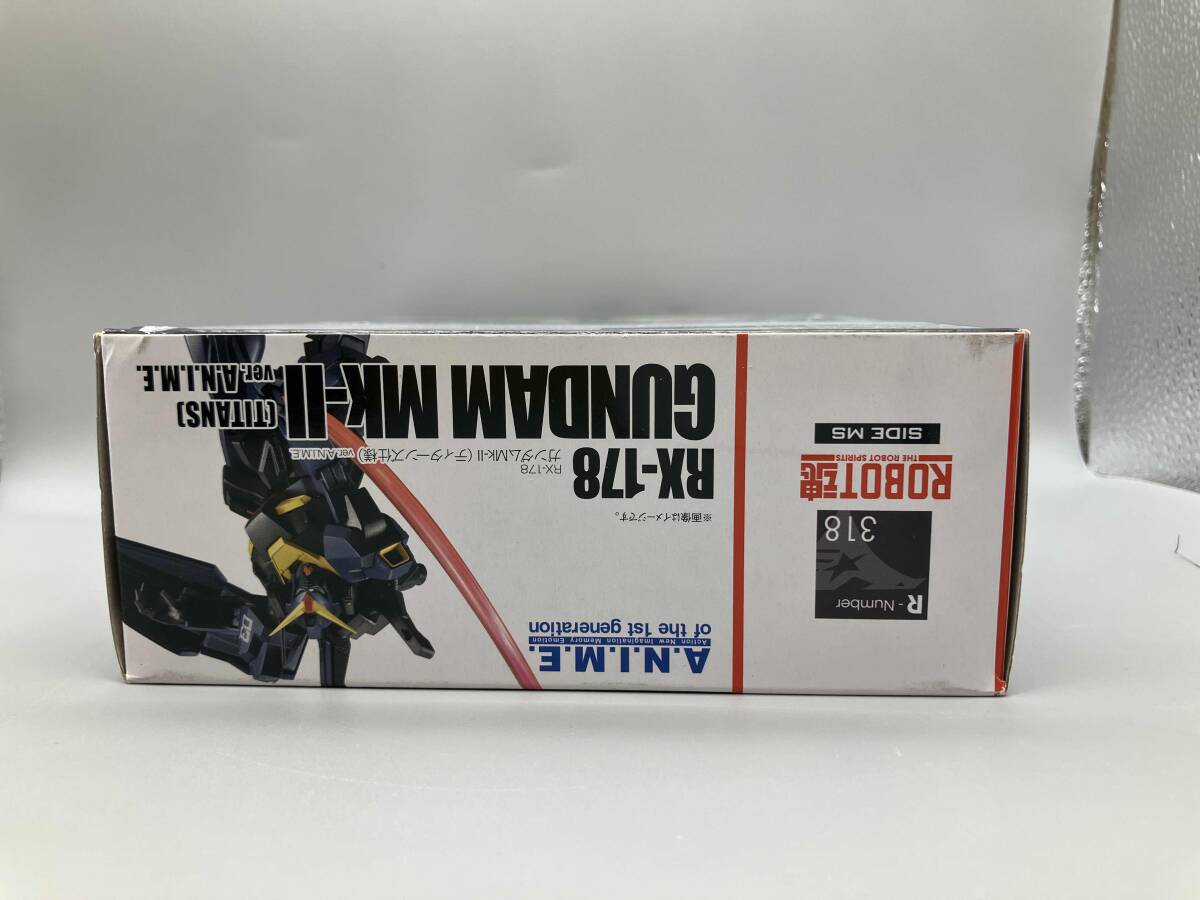 A.N.I.M.E.
Action New Imagination Memory Emotion
of the 1st generation
※画像はイメージです。
RX-178
RX-178
ガンダムMk-II(ティターンズ仕様) ver.A.N.I.M.E.
GUNDAM MK-II
(TITANS)
ver.A.N.I.M.E.
03
R - Number
318
ROBOT魂
THE ROBOT SPIRITS
SIDE MS